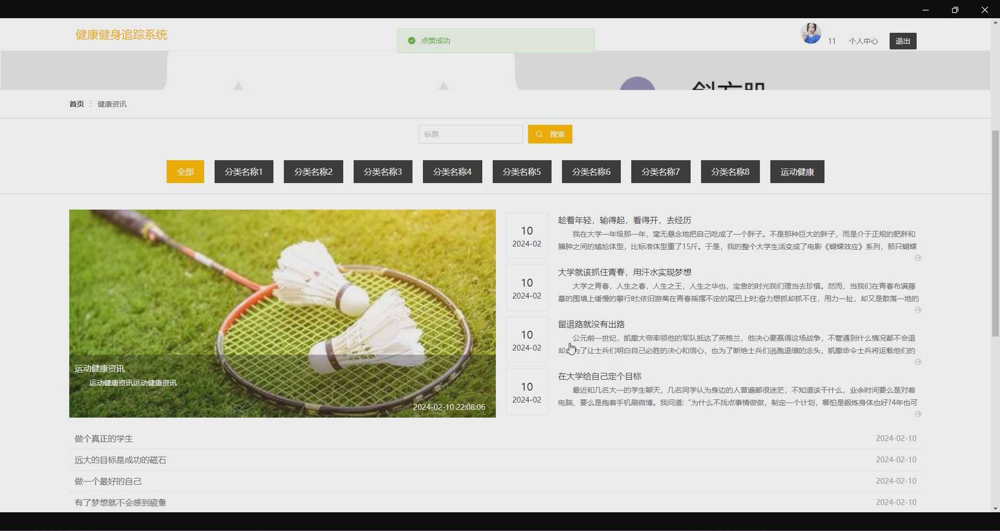 健康健身追踪系统
点赞成功
11 个人中心 退出
首页 健康资讯
标题 搜索
全部 分类名称1 分类名称2 分类名称3 分类名称4 分类名称5 分类名称6 分类名称7 分类名称8 运动健康
运动健康资讯
运动健康资讯运动健康资讯
2024-02-10 22:08:06
10
2024-02
趁着年轻，输得起，看得开，去经历
我在大学一年级那一年，毫无悬念地把自己吃成了一个胖子。不是那种巨大的胖子，而是介于正规的肥胖和
臃肿之间的尴尬体型，比标准体型重了15斤。于是，我的整个大学生活变成了电影《蝴蝶效应》系列，那只蝴蝶
10
2024-02
大学就该抓住青春，用汗水实现梦想
大学之青春，人生之春，人生之王，人生之华也，宝贵的时光我们理当去珍惜。然而，当我们在青春布满藤
蔓的围墙上缓慢的攀行时;依旧游离在青春摇摆不定的尾巴上时;奋力想抓却抓不住，用力一扯，却又是散落一地的
10
2024-02
留退路就没有出路
公元前一世纪，凯撒大帝率领他的军队抵达了英格兰，他决心要赢得这场战争，不管遇到什么情况都不会退
却 为了让士兵们明白自己必胜的决心和信心，也为了断绝士兵们逃跑退缩的念头，凯撒命令士兵将运载他们的
10
2024-02
在大学给自己定个目标
最近和几名大一的学生聊天，几名同学认为身边的人普遍都很迷茫，不知道该干什么，业余时间要么是对着
电脑、要么是抱着手机刷微博。我问道:“为什么不找点事情做做，制定一个计划，哪怕是锻炼身体也好?4年也可
做个真正的学生 2024-02-10
远大的目标是成功的磁石 2024-02-10
做一个最好的自己 2024-02-10
有了梦想就不会感到疲惫 2024-02-10